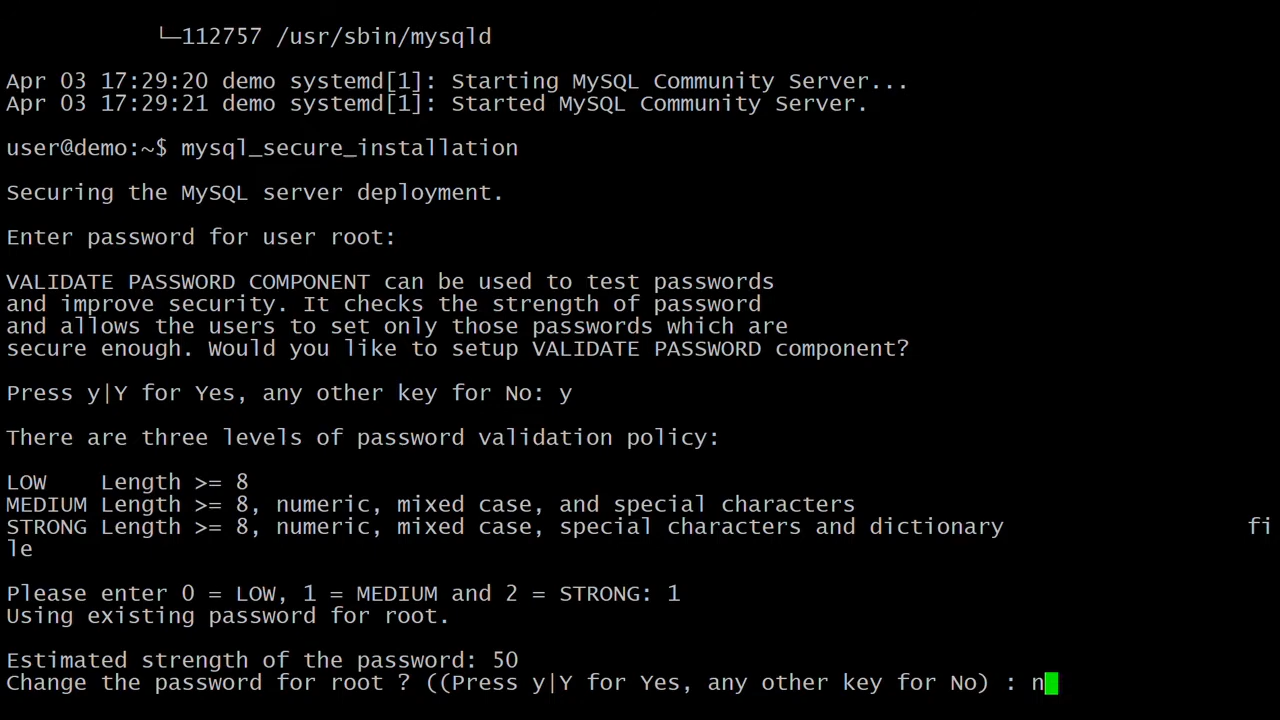 └─112757 /usr/sbin/mysqld
Apr 03 17:29:20 demo systemd[1]: Starting MySQL Community Server...
Apr 03 17:29:21 demo systemd[1]: Started MySQL Community Server.
user@demo:~$ mysql_secure_installation
Securing the MySQL server deployment.
Enter password for user root:
VALIDATE PASSWORD COMPONENT can be used to test passwords
and improve security. It checks the strength of password
and allows the users to set only those passwords which are
secure enough. Would you like to setup VALIDATE PASSWORD component?
Press y|Y for Yes, any other key for No: y
There are three levels of password validation policy:
LOW    Length >= 8
MEDIUM Length >= 8, numeric, mixed case, and special characters
STRONG Length >= 8, numeric, mixed case, special characters and dictionary                  fi
le
Please enter 0 = LOW, 1 = MEDIUM and 2 = STRONG: 1
Using existing password for root.
Estimated strength of the password: 50
Change the password for root ? ((Press y|Y for Yes, any other key for No) : n